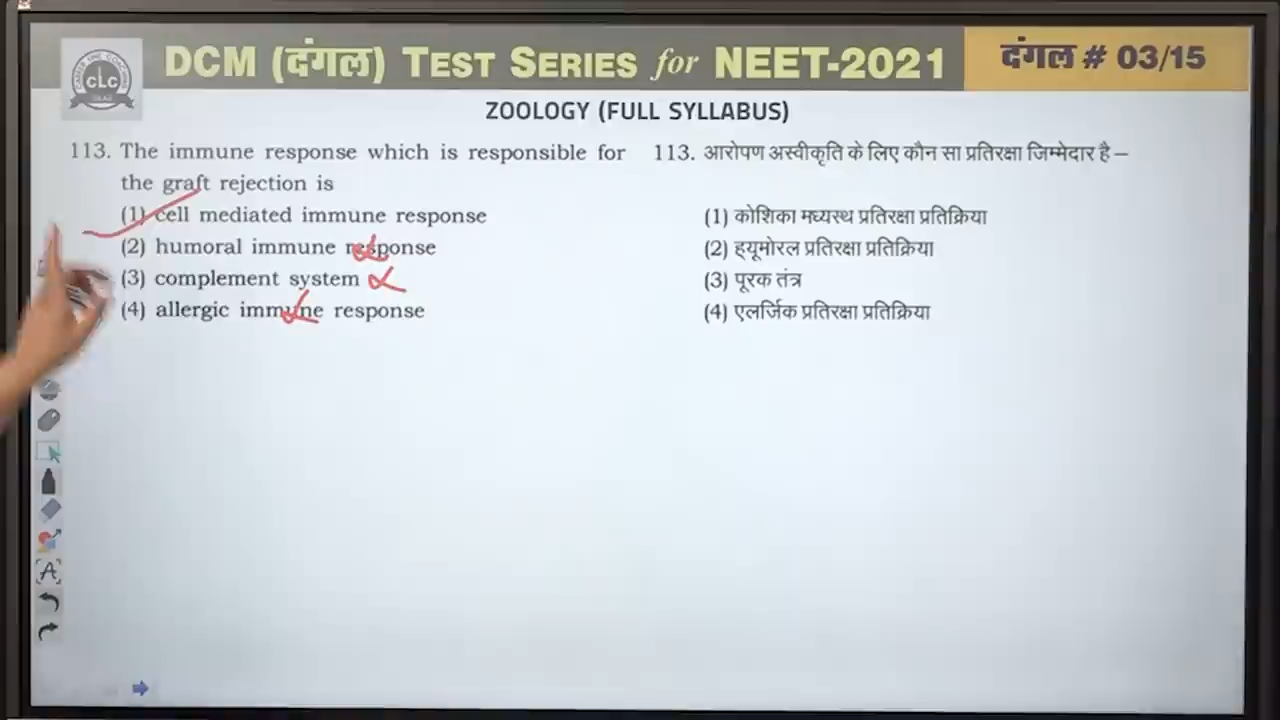 DCM (दंगल) TEST SERIES for NEET-2021
दंगल # 03/15
CLC
ZOOLOGY (FULL SYLLABUS)
113. The immune response which is responsible for
the graft rejection is
(1) cell mediated immune response
(2) humoral immune response
(3) complement system
(4) allergic immune response
113. आरोपण अस्वीकृति के लिए कौन सा प्रतिरक्षा जिम्मेदार है –
(1) कोशिका मध्यस्थ प्रतिरक्षा प्रतिक्रिया
(2) ह्यूमोरल प्रतिरक्षा प्रतिक्रिया
(3) पूरक तंत्र
(4) एलर्जिक प्रतिरक्षा प्रतिक्रिया
A